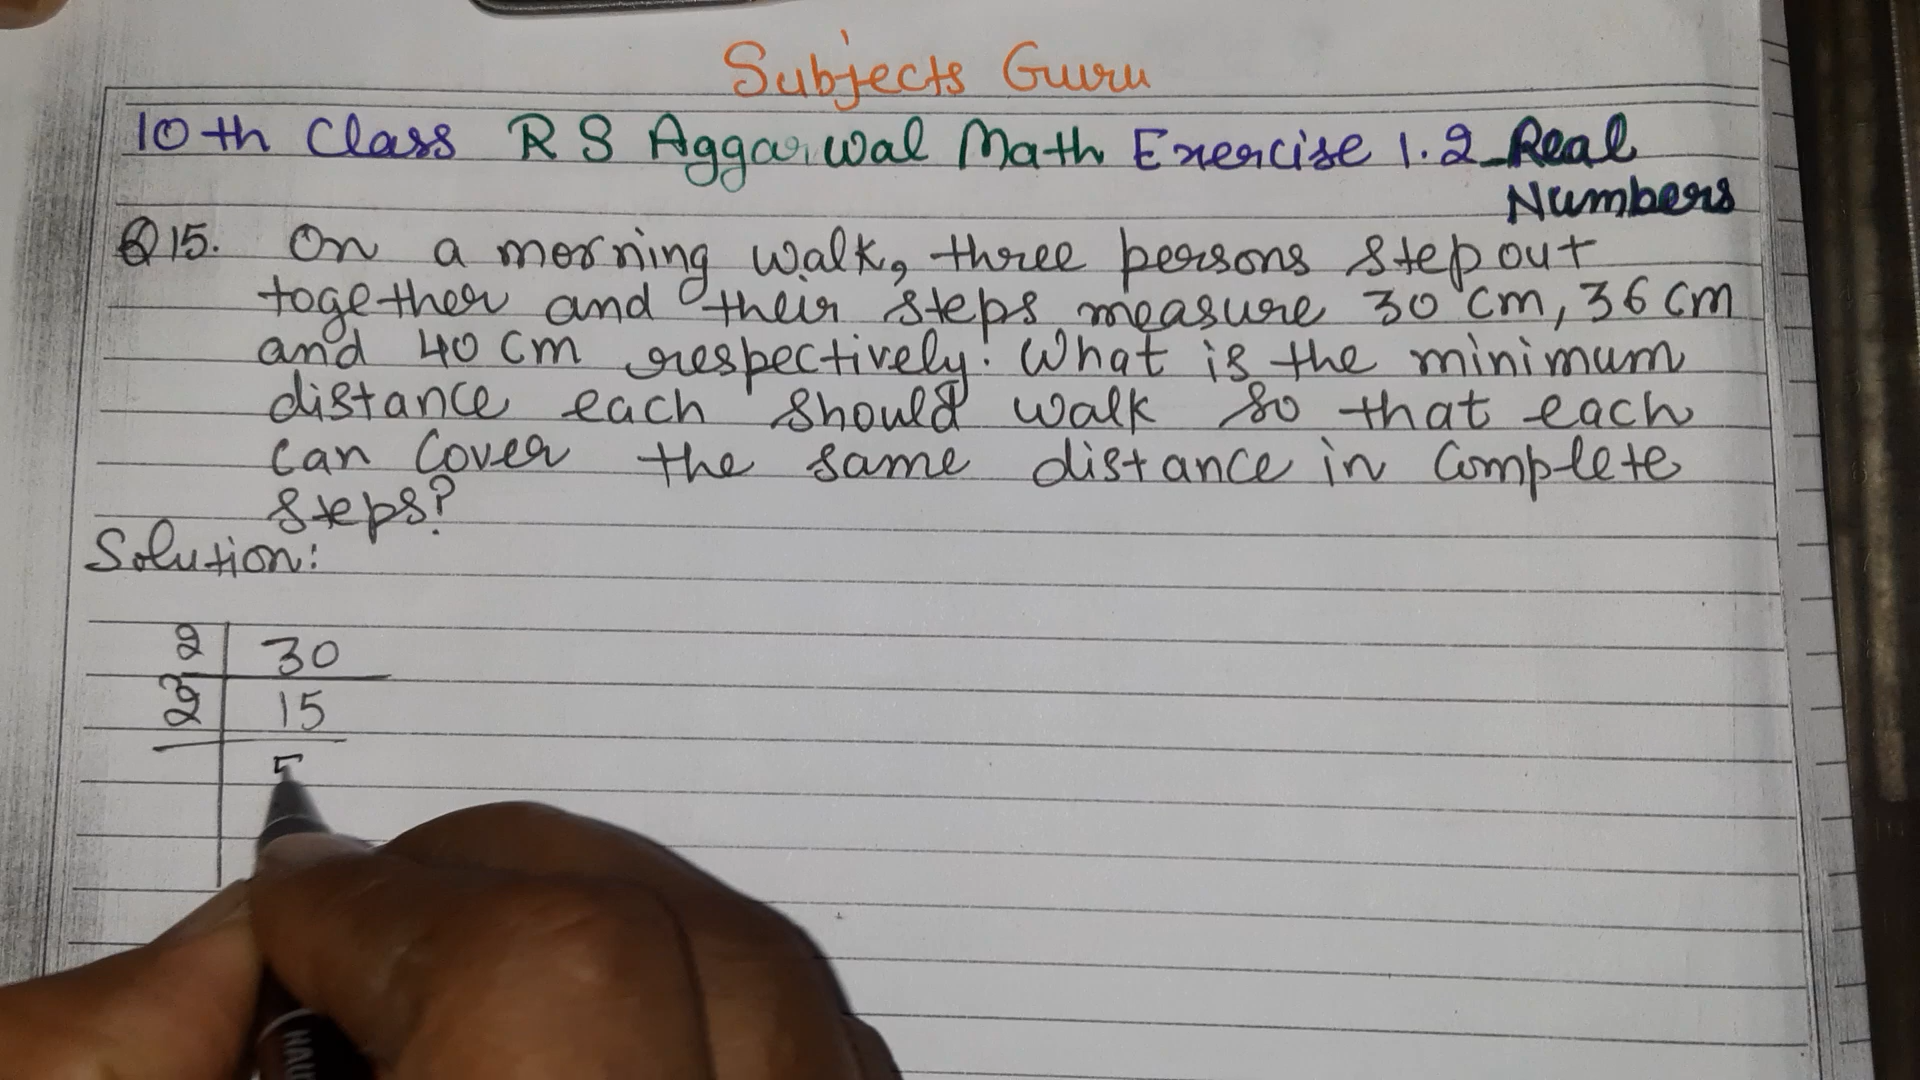 Subjects Guru
10th Class R S Aggarwal Math Exercise 1.2 Real
Numbers
Q15. On a morning walk, three persons step out
together and their steps measure 30 cm, 36 cm
and 40 cm respectively. What is the minimum
distance each should walk so that each
can cover the same distance in complete
steps?
Solution:
2 30
3 15
5